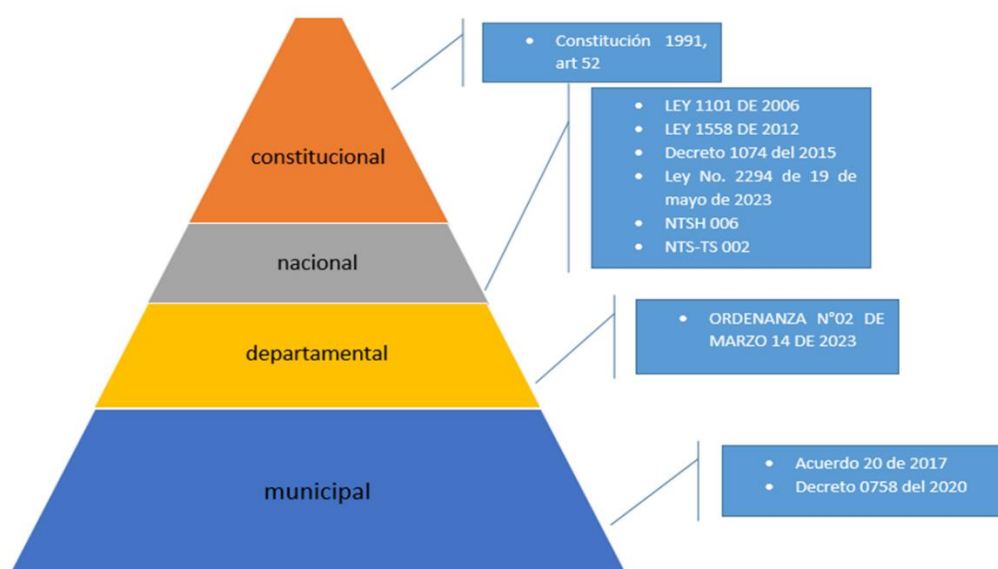 constitucional
• Constitución 1991,
art 52
nacional
• LEY 1101 DE 2006
• LEY 1558 DE 2012
• Decreto 1074 del 2015
• Ley No. 2294 de 19 de
mayo de 2023
• NTSH 006
• NTS-TS 002
departamental
• ORDENANZA N°02 DE
MARZO 14 DE 2023
municipal
• Acuerdo 20 de 2017
• Decreto 0758 del 2020